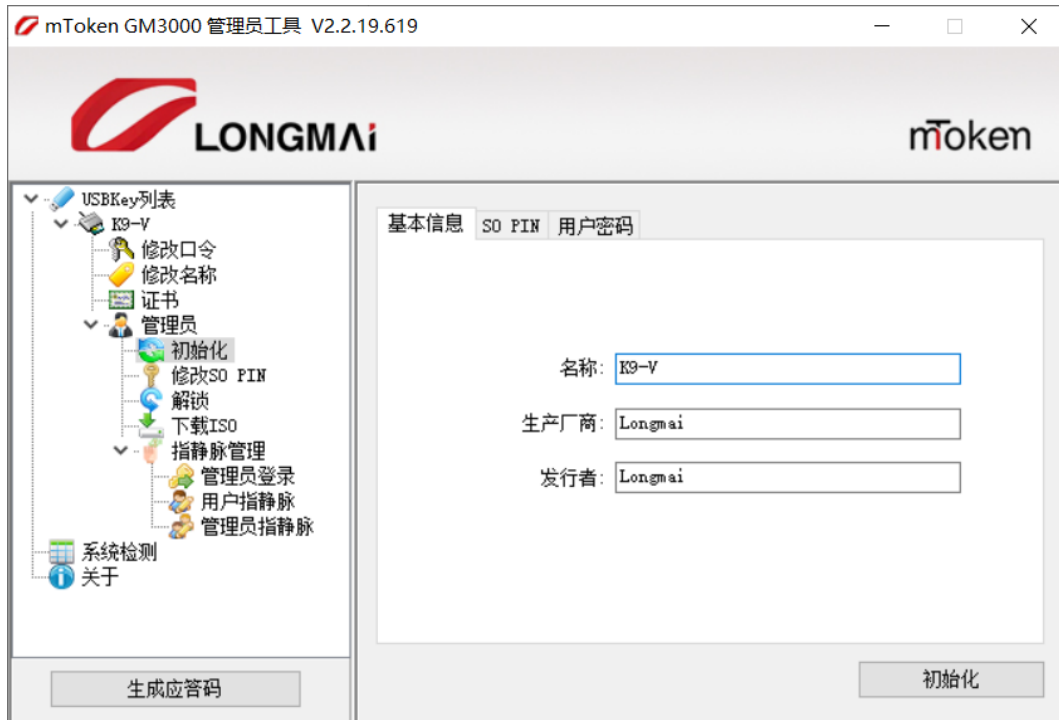 mToken GM3000 管理员工具 V2.2.19.619
LONGMAi
mToken
USBKey列表
K9-V
修改口令
修改名称
证书
管理员
初始化
修改SO PIN
解锁
下载ISO
指静脉管理
管理员登录
用户指静脉
管理员指静脉
系统检测
关于
生成应答码
基本信息 SO PIN 用户密码
名称: K9-V
生产厂商: Longmai
发行者: Longmai
初始化